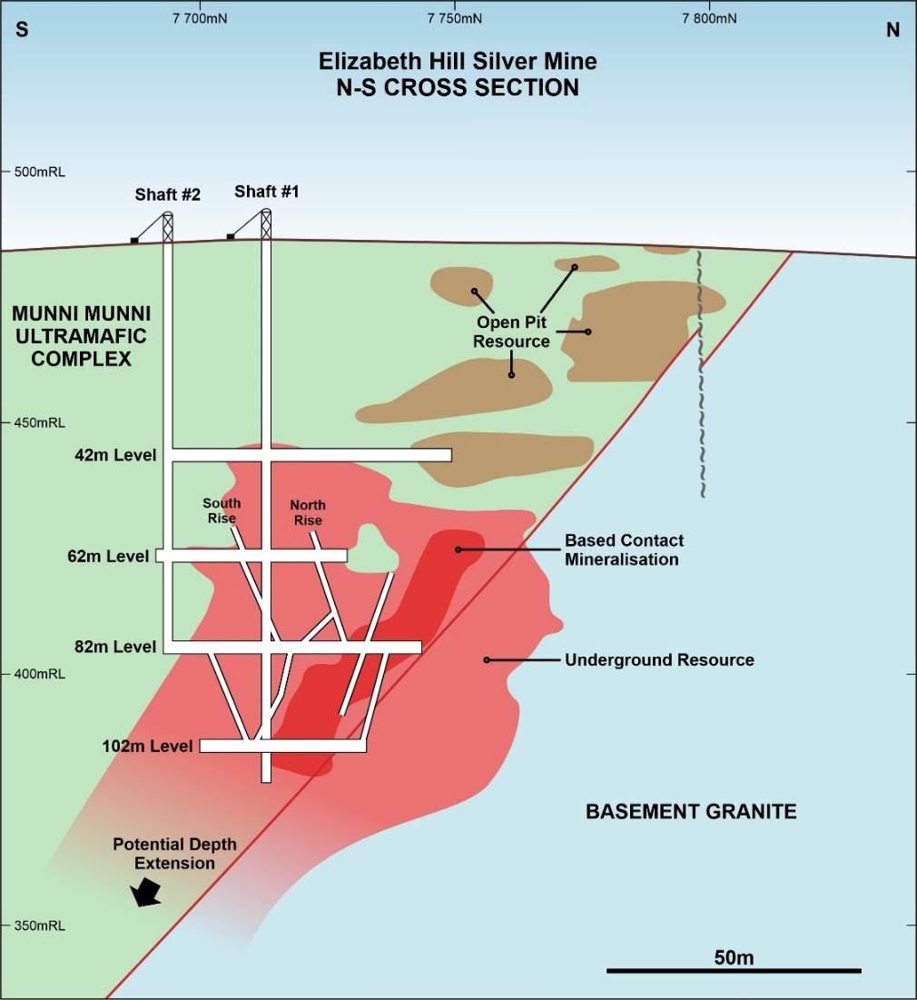 7 700mN
7 750mN
7 800mN
S
N
Elizabeth Hill Silver Mine
N-S CROSS SECTION
500mRL
Shaft #2
Shaft #1
MUNNI MUNNI
ULTRAMAFIC
COMPLEX
Open Pit
Resource
450mRL
42m Level
South
Rise
North
Rise
62m Level
Based Contact
Mineralisation
82m Level
Underground Resource
400mRL
102m Level
BASEMENT GRANITE
Potential Depth
Extension
350mRL
50m